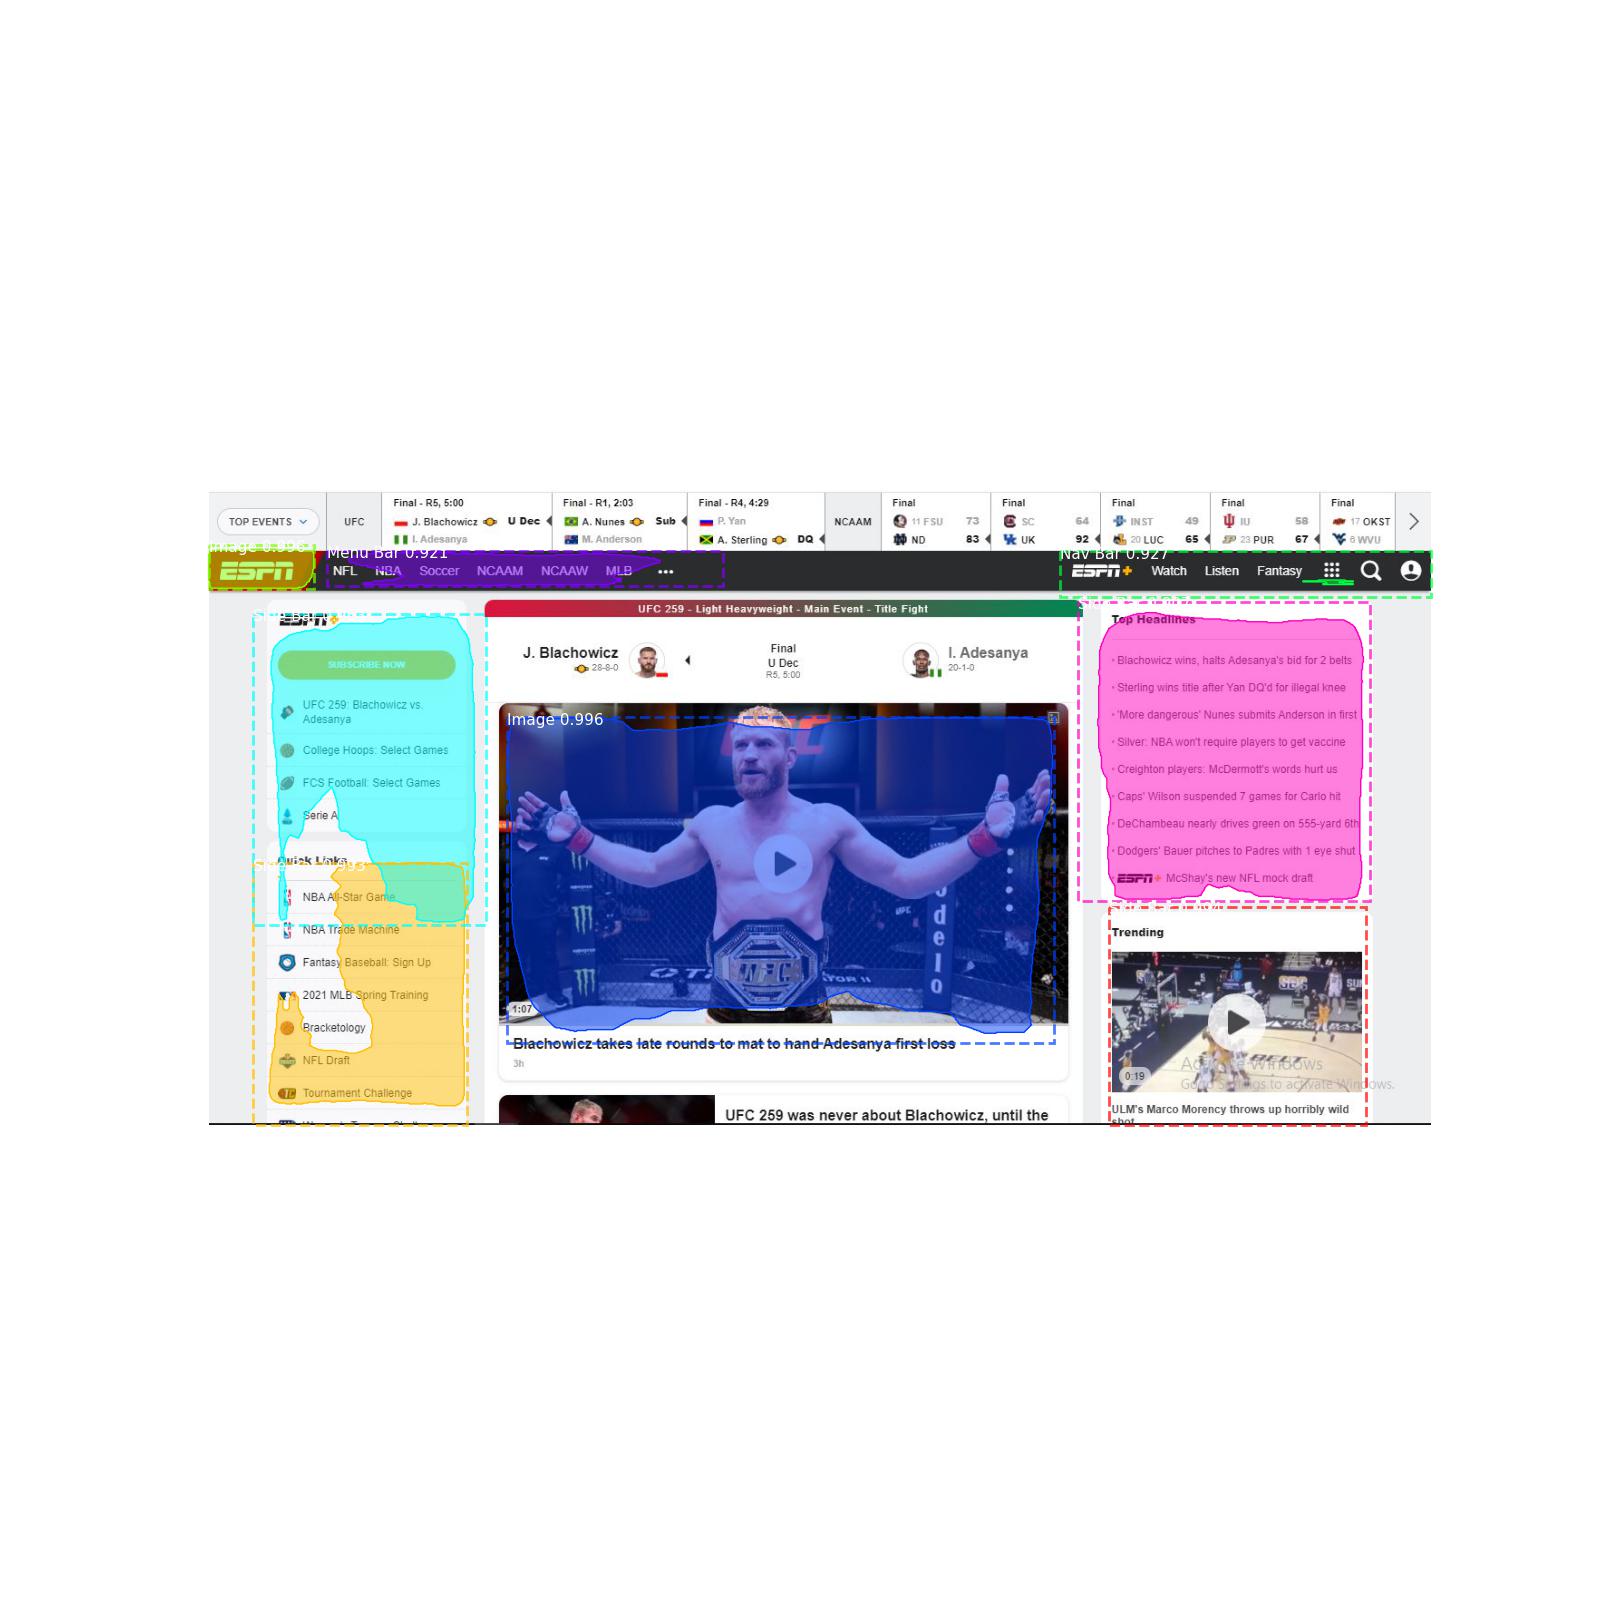 Final - R5, 5:00
Final - R1, 2:03
Final - R4, 4:29
Final
Final
Final
Final
Final
TOP EVENTS
UFC
J. Blachowicz U Dec
I. Adesanya
A. Nunes Sub
M. Anderson
P. Yan
A. Sterling DQ
NCAAM
11 FSU 73
ND 83
SC 64
UK 92
INST 49
20 LUC 65
IU 58
23 PUR 67
17 OKST
6 WVU
Image 0.996
Menu Bar 0.921
Nav Bar 0.927
ESPN
NFL NBA Soccer NCAAM NCAAW MLB
ESPN+ Watch Listen Fantasy
ESPN+
SUBSCRIBE NOW
UFC 259: Blachowicz vs.
Adesanya
College Hoops: Select Games
FCS Football: Select Games
Serie A
Quick Links
NBA All-Star Game
NBA Trade Machine
Fantasy Baseball: Sign Up
2021 MLB Spring Training
Bracketology
NFL Draft
Tournament Challenge
UFC 259 - Light Heavyweight - Main Event - Title Fight
J. Blachowicz
28-8-0
Final
U Dec
R5, 5:00
I. Adesanya
20-1-0
Image 0.996
UFC
1:07
Blachowicz takes late rounds to mat to hand Adesanya first loss
3h
UFC 259 was never about Blachowicz, until the
Top Headlines
Blachowicz wins, halts Adesanya's bid for 2 belts
Sterling wins title after Yan DQ'd for illegal knee
'More dangerous' Nunes submits Anderson in first
Silver: NBA won't require players to get vaccine
Creighton players: McDermott's words hurt us
Caps' Wilson suspended 7 games for Carlo hit
DeChambeau nearly drives green on 555-yard 6th
Dodgers' Bauer pitches to Padres with 1 eye shut
ESPN+ McShay's new NFL mock draft
Trending
0:19
Activate Windows
Go to Settings to activate Windows.
ULM's Marco Morency throws up horribly wild
shot